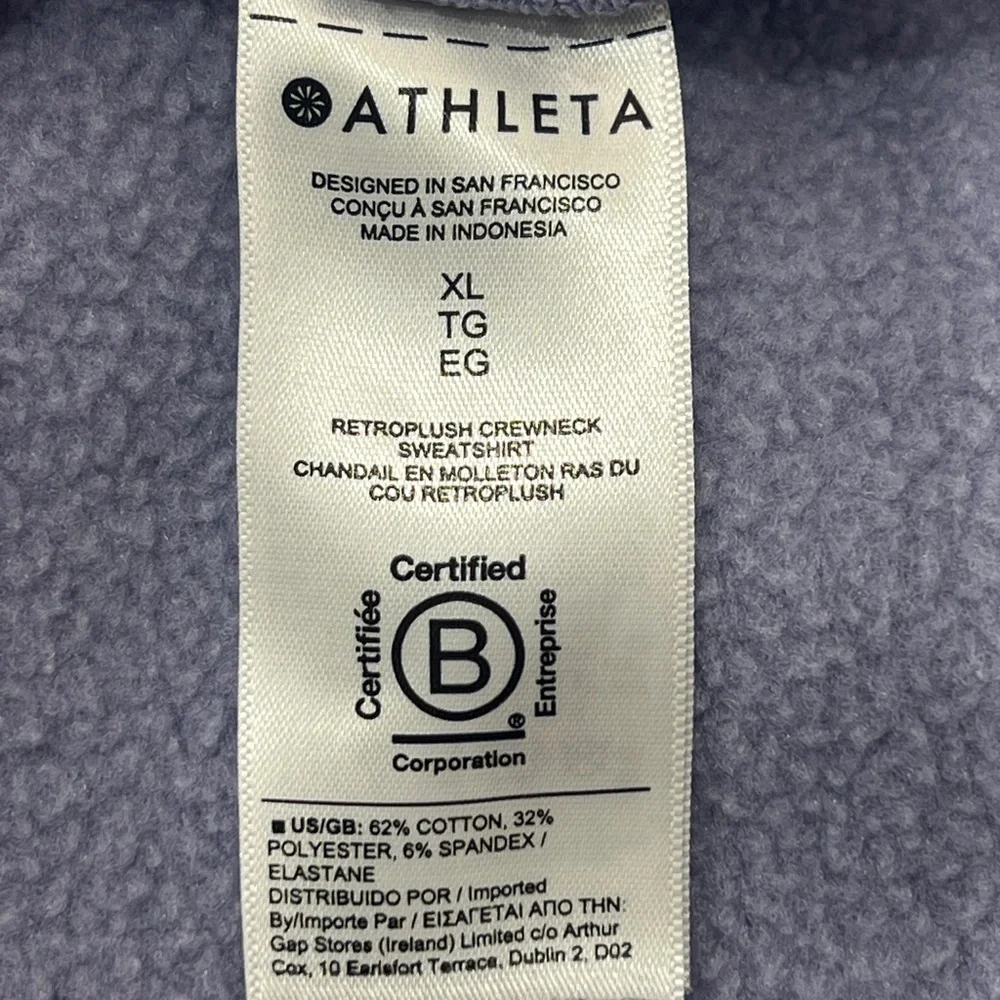 ATHLETA
DESIGNED IN SAN FRANCISCO
CONÇU À SAN FRANCISCO
MADE IN INDONESIA
XL
TG
EG
RETROPLUSH CREWNECK
SWEATSHIRT
CHANDAIL EN MOLLETON RAS DU
COU RETROPLUSH
Certified
Certifiée
B
Entreprise
®
Corporation
■ US/GB: 62% COTTON, 32%
POLYESTER, 6% SPANDEX /
ELASTANE
DISTRIBUIDO POR / Imported
By/Importe Par / ΕΙΣΑΓΕΤΑΙ ΑΠΟ ΤΗΝ:
Gap Stores (Ireland) Limited c/o Arthur
Cox, 10 Earlsfort Terrace, Dublin 2, D02